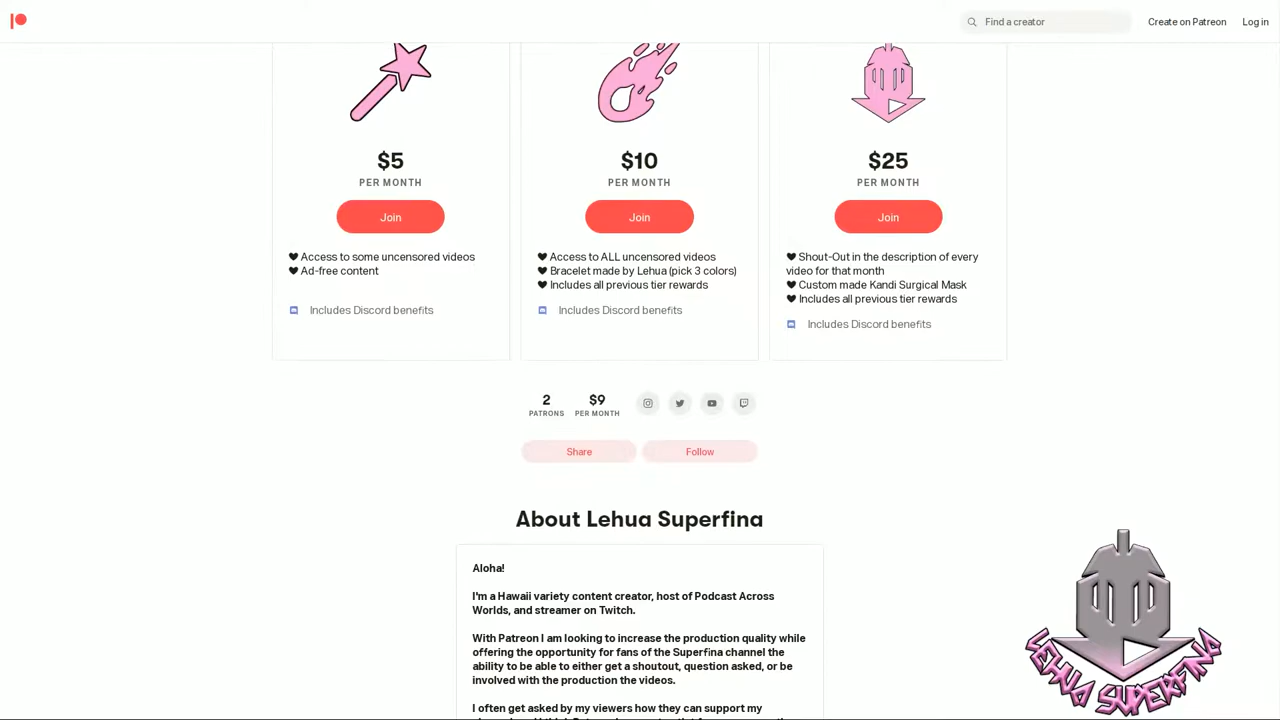 Find a creator
Create on Patreon
Log in
$5
PER MONTH
Join
♥ Access to some uncensored videos
♥ Ad-free content
Includes Discord benefits
$10
PER MONTH
Join
♥ Access to ALL uncensored videos
♥ Bracelet made by Lehua (pick 3 colors)
♥ Includes all previous tier rewards
Includes Discord benefits
$25
PER MONTH
Join
♥ Shout-Out in the description of every
video for that month
♥ Custom made Kandi Surgical Mask
♥ Includes all previous tier rewards
Includes Discord benefits
2
PATRONS
$9
PER MONTH
Share
Follow
About Lehua Superfina
Aloha!
I'm a Hawaii variety content creator, host of Podcast Across
Worlds, and streamer on Twitch.
With Patreon I am looking to increase the production quality while
offering the opportunity for fans of the Superfina channel the
ability to be able to either get a shoutout, question asked, or be
involved with the production the videos.
I often get asked by my viewers how they can support my
LEHUA SUPERFINA